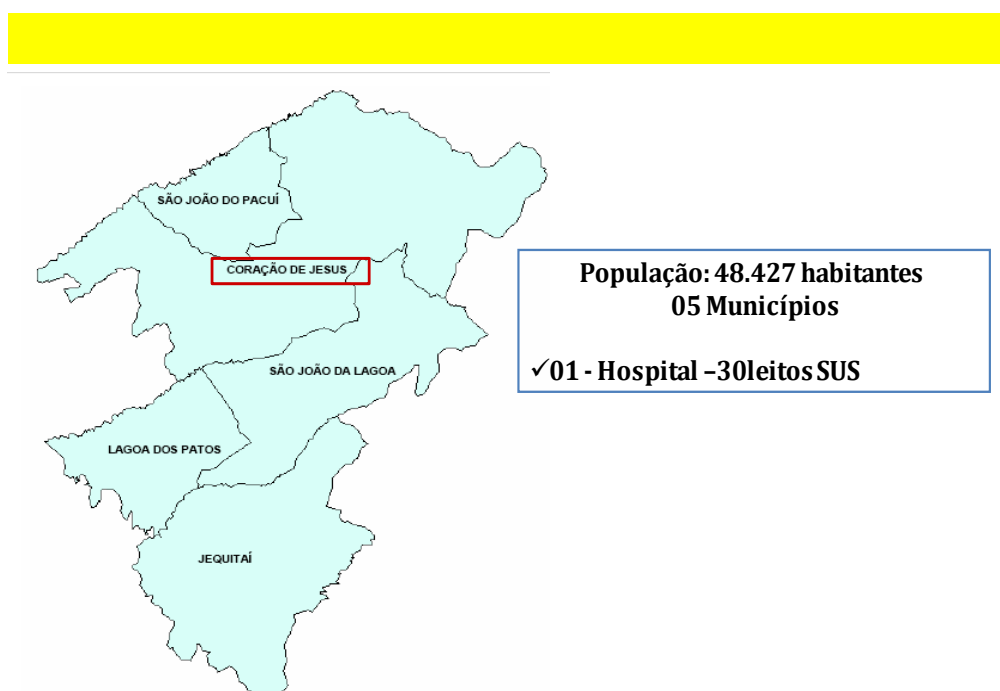 SÃO JOÃO DO PACUÍ
CORAÇÃO DE JESUS
SÃO JOÃO DA LAGOA
LAGOA DOS PATOS
JEQUITAÍ
População: 48.427 habitantes
05 Municípios
✓01 - Hospital –30leitos SUS